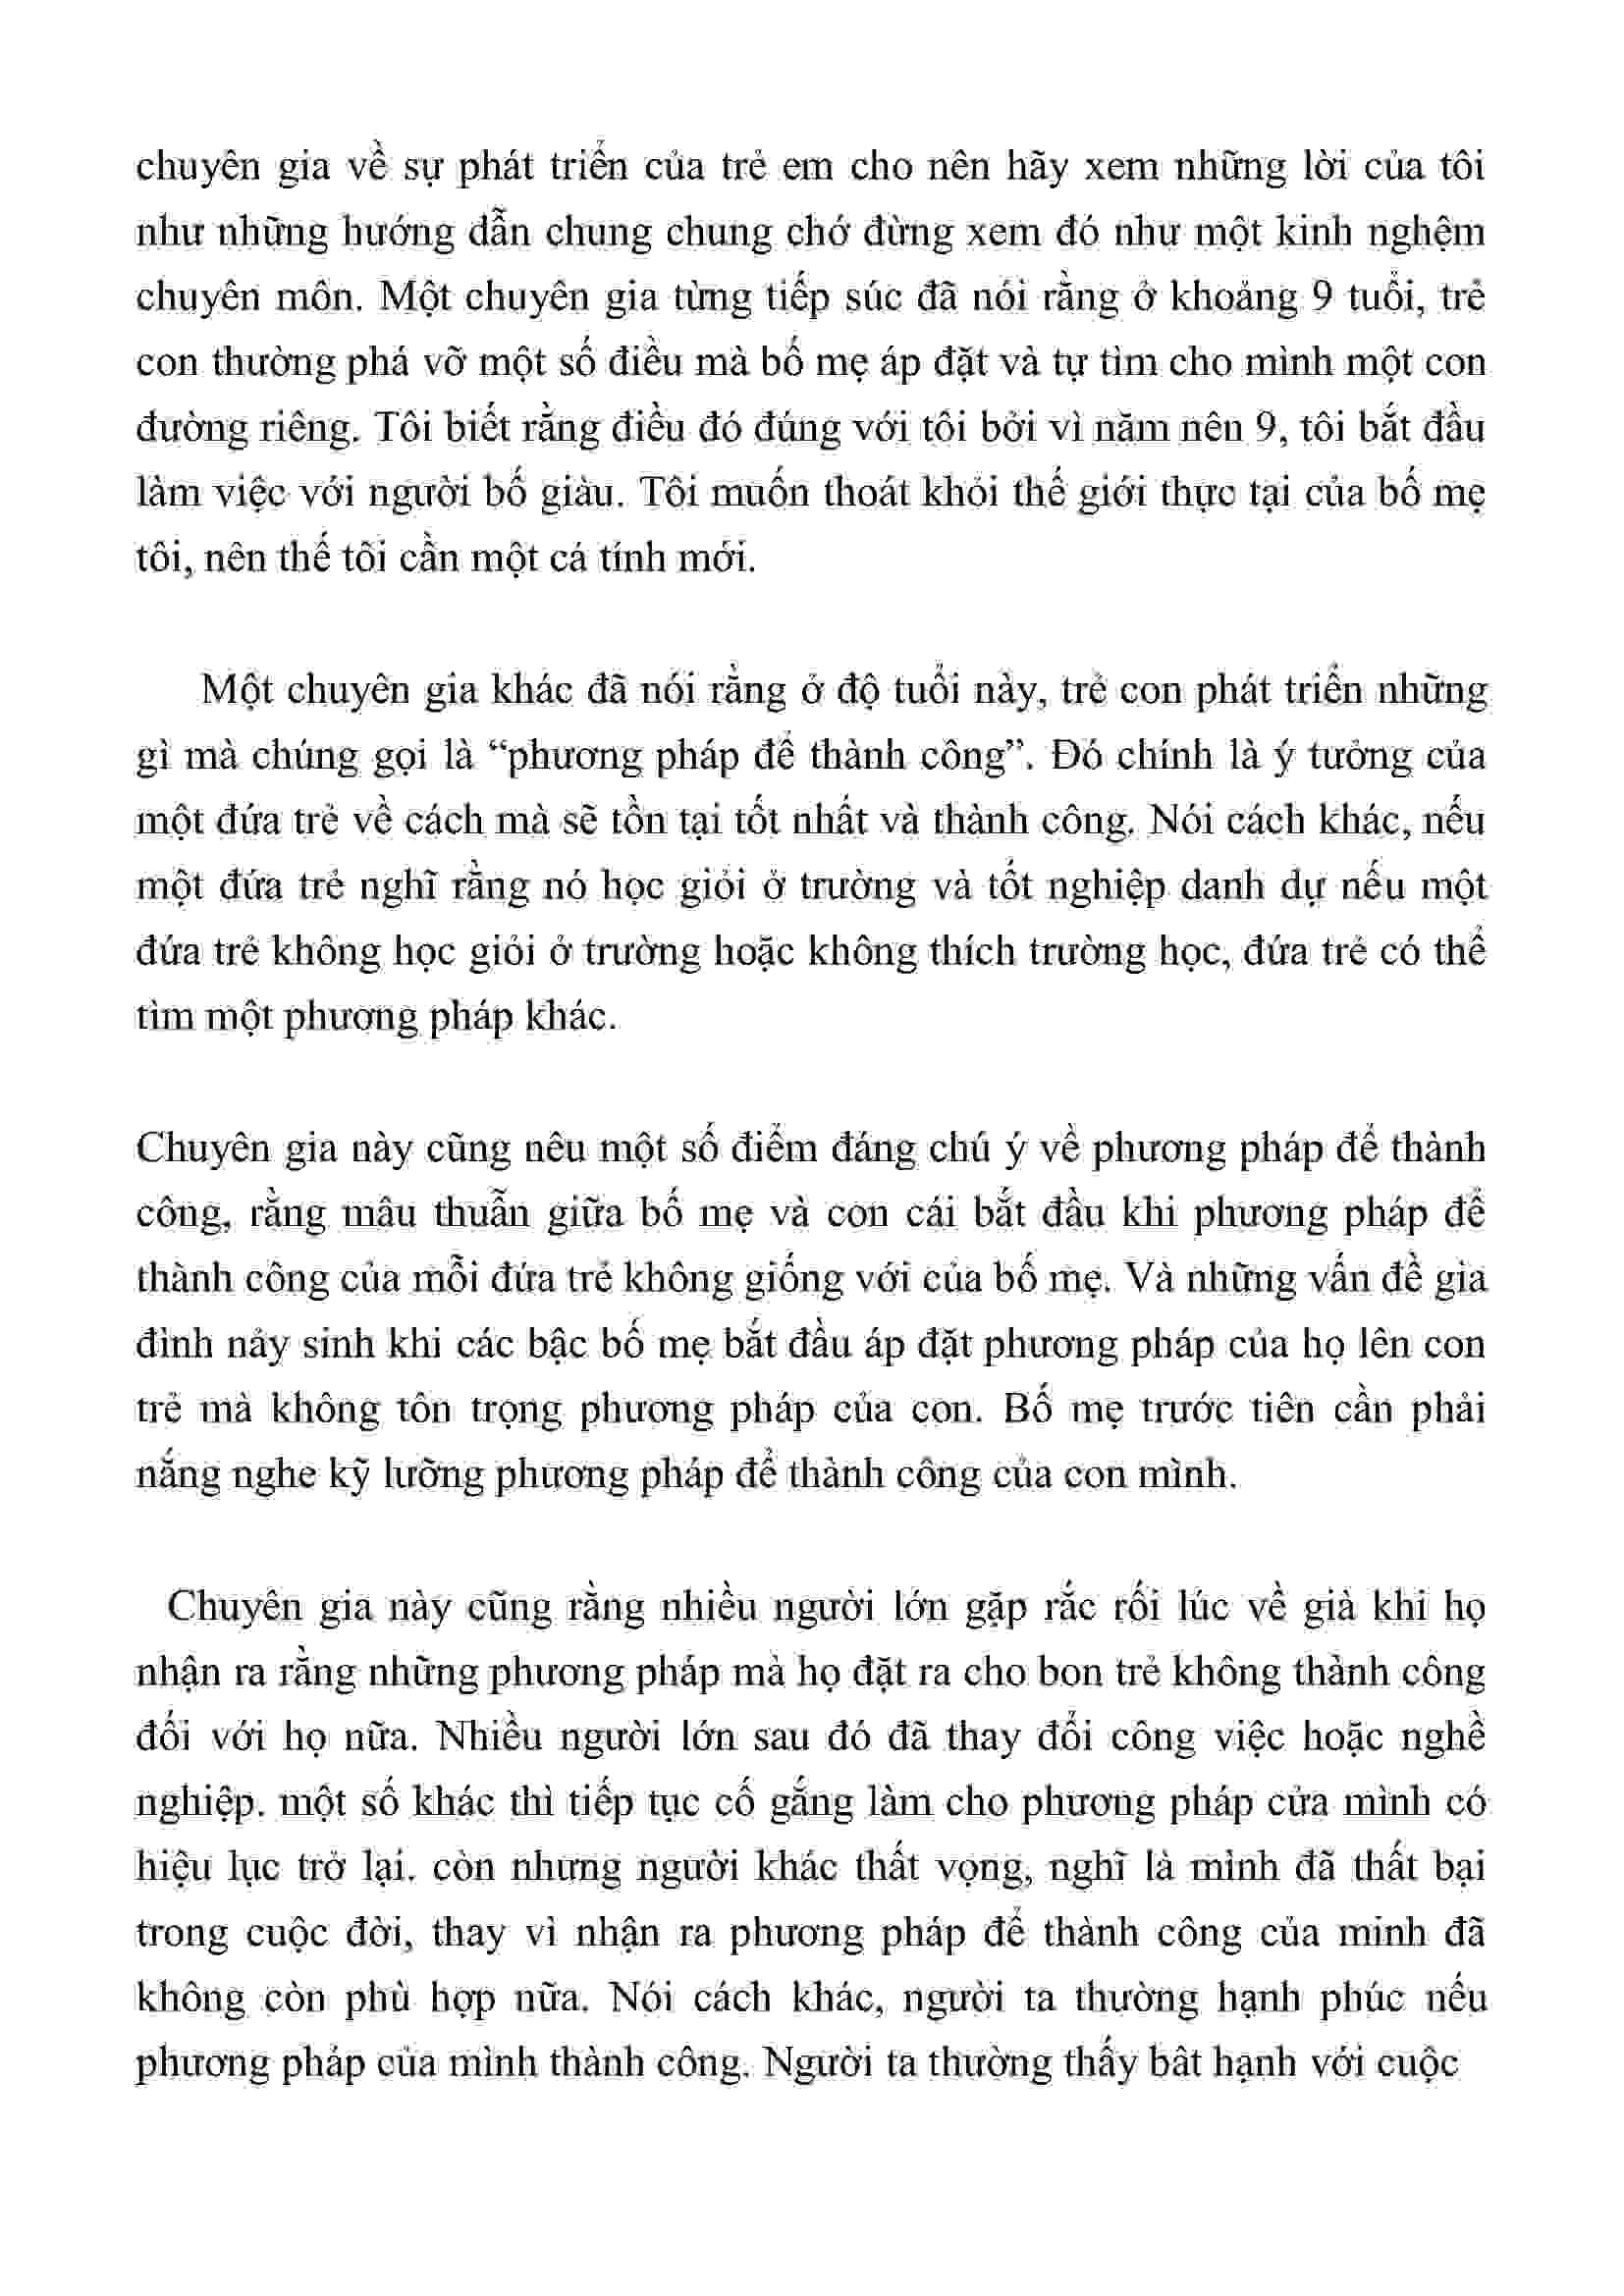 chuyên gia về sự phát triển của trẻ em cho nên hãy xem những lời của tôi
như những hướng dẫn chung chung chớ đừng xem đó như một kinh nghệm
chuyên môn. Một chuyên gia từng tiếp súc đã nói rằng ở khoảng 9 tuổi, trẻ
con thường phá vỡ một số điều mà bố mẹ áp đặt và tự tìm cho mình một con
đường riêng. Tôi biết rằng điều đó đúng với tôi bởi vì năm nên 9, tôi bắt đầu
làm việc với người bố giàu. Tôi muốn thoát khỏi thế giới thực tại của bố mẹ
tôi, nên thế tôi cần một cá tính mới.
Một chuyên gia khác đã nói rằng ở độ tuổi này, trẻ con phát triển những
gì mà chúng gọi là “phương pháp để thành công”. Đó chính là ý tưởng của
một đứa trẻ về cách mà sẽ tồn tại tốt nhất và thành công. Nói cách khác, nếu
một đứa trẻ nghĩ rằng nó học giỏi ở trường và tốt nghiệp danh dự nếu một
đứa trẻ không học giỏi ở trường hoặc không thích trường học, đứa trẻ có thể
tìm một phương pháp khác.
Chuyên gia này cũng nêu một số điểm đáng chú ý về phương pháp để thành
công, rằng mâu thuẫn giữa bố mẹ và con cái bắt đầu khi phương pháp để
thành công của mỗi đứa trẻ không giống với của bố mẹ. Và những vấn đề gia
đình nảy sinh khi các bậc bố mẹ bắt đầu áp đặt phương pháp của họ lên con
trẻ mà không tôn trọng phương pháp của con. Bố mẹ trước tiên cần phải
nắng nghe kỹ lưỡng phương pháp để thành công của con mình.
Chuyên gia này cũng rằng nhiều người lớn gặp rắc rối lúc về già khi họ
nhận ra rằng những phương pháp mà họ đặt ra cho bon trẻ không thành công
đối với họ nữa. Nhiều người lớn sau đó đã thay đổi công việc hoặc nghề
nghiệp. một số khác thì tiếp tục cố gắng làm cho phương pháp cửa mình có
hiệu lục trở lại. còn nhưng người khác thất vọng, nghĩ là mình đã thất bại
trong cuộc đời, thay vì nhận ra phương pháp để thành công của minh đã
không còn phù hợp nữa. Nói cách khác, người ta thường hạnh phúc nếu
phương pháp của mình thành công. Người ta thường thấy bât hạnh với cuộc